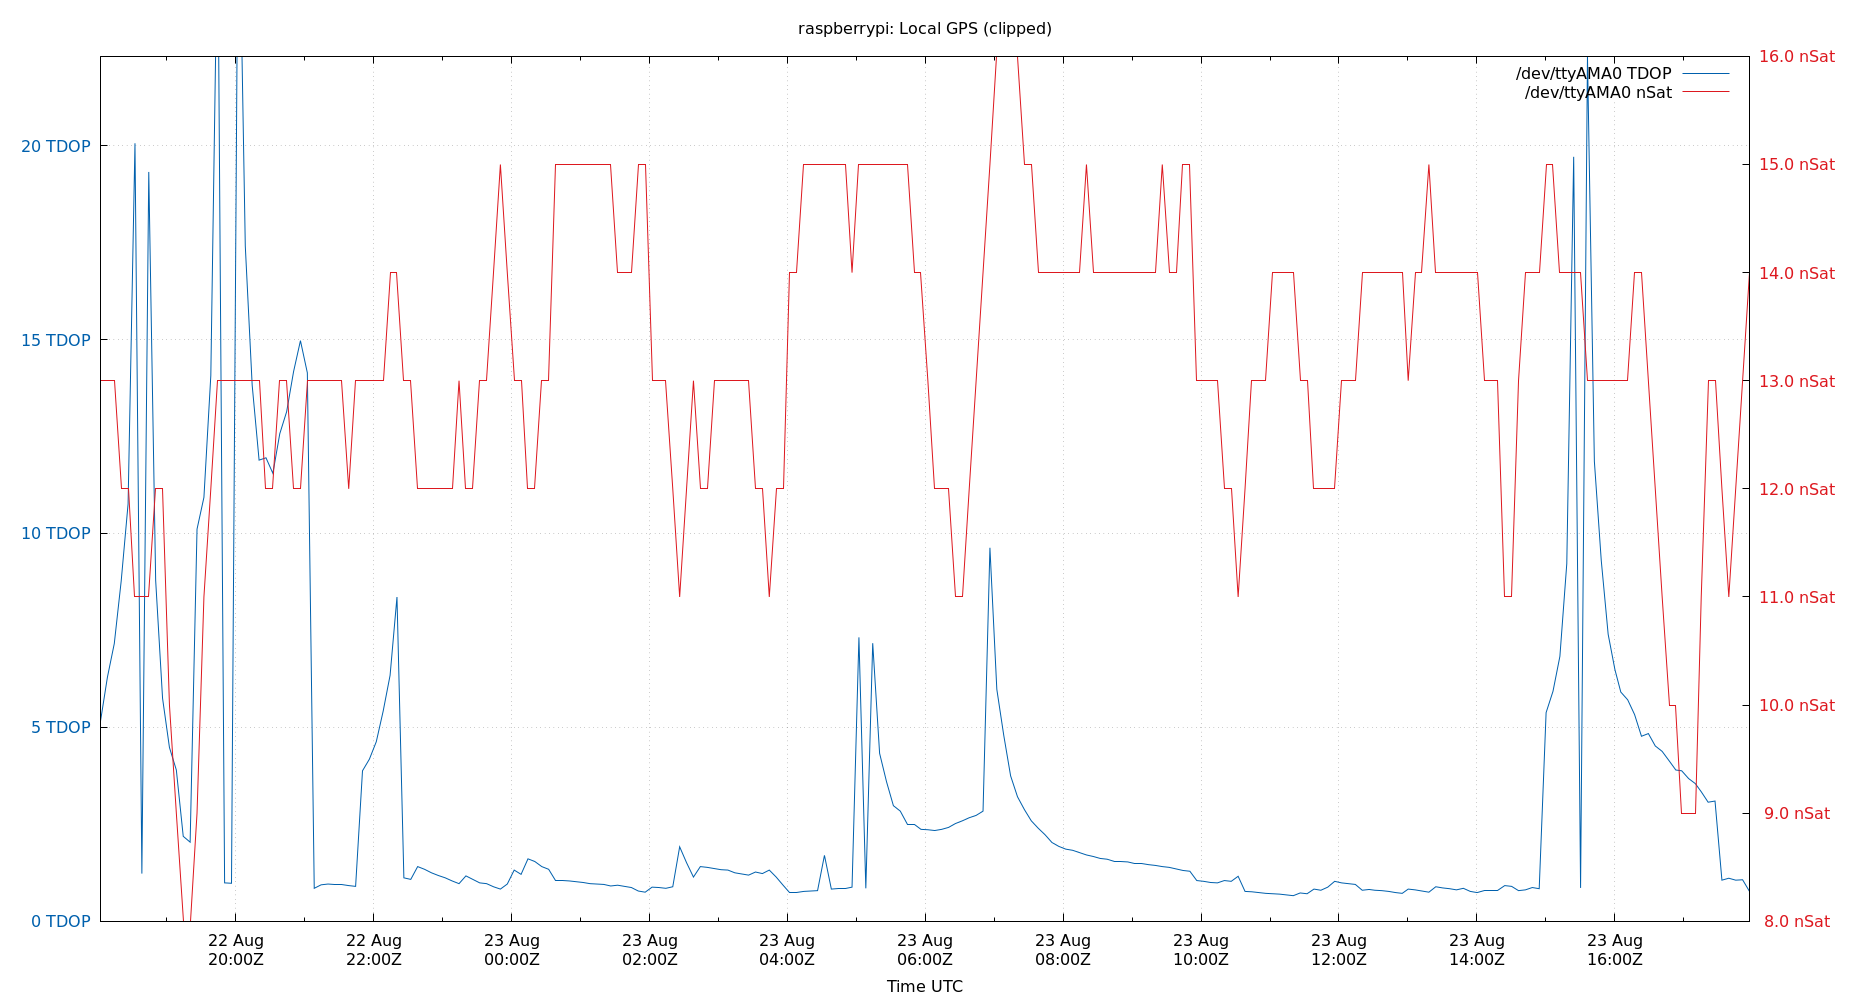 raspberrypi: Local GPS (clipped)
/dev/ttyAMA0 TDOP
/dev/ttyAMA0 nSat
20 TDOP
15 TDOP
10 TDOP
5 TDOP
0 TDOP
16.0 nSat
15.0 nSat
14.0 nSat
13.0 nSat
12.0 nSat
11.0 nSat
10.0 nSat
9.0 nSat
8.0 nSat
22 Aug
20:00Z
22 Aug
22:00Z
23 Aug
00:00Z
23 Aug
02:00Z
23 Aug
04:00Z
23 Aug
06:00Z
23 Aug
08:00Z
23 Aug
10:00Z
23 Aug
12:00Z
23 Aug
14:00Z
23 Aug
16:00Z
Time UTC